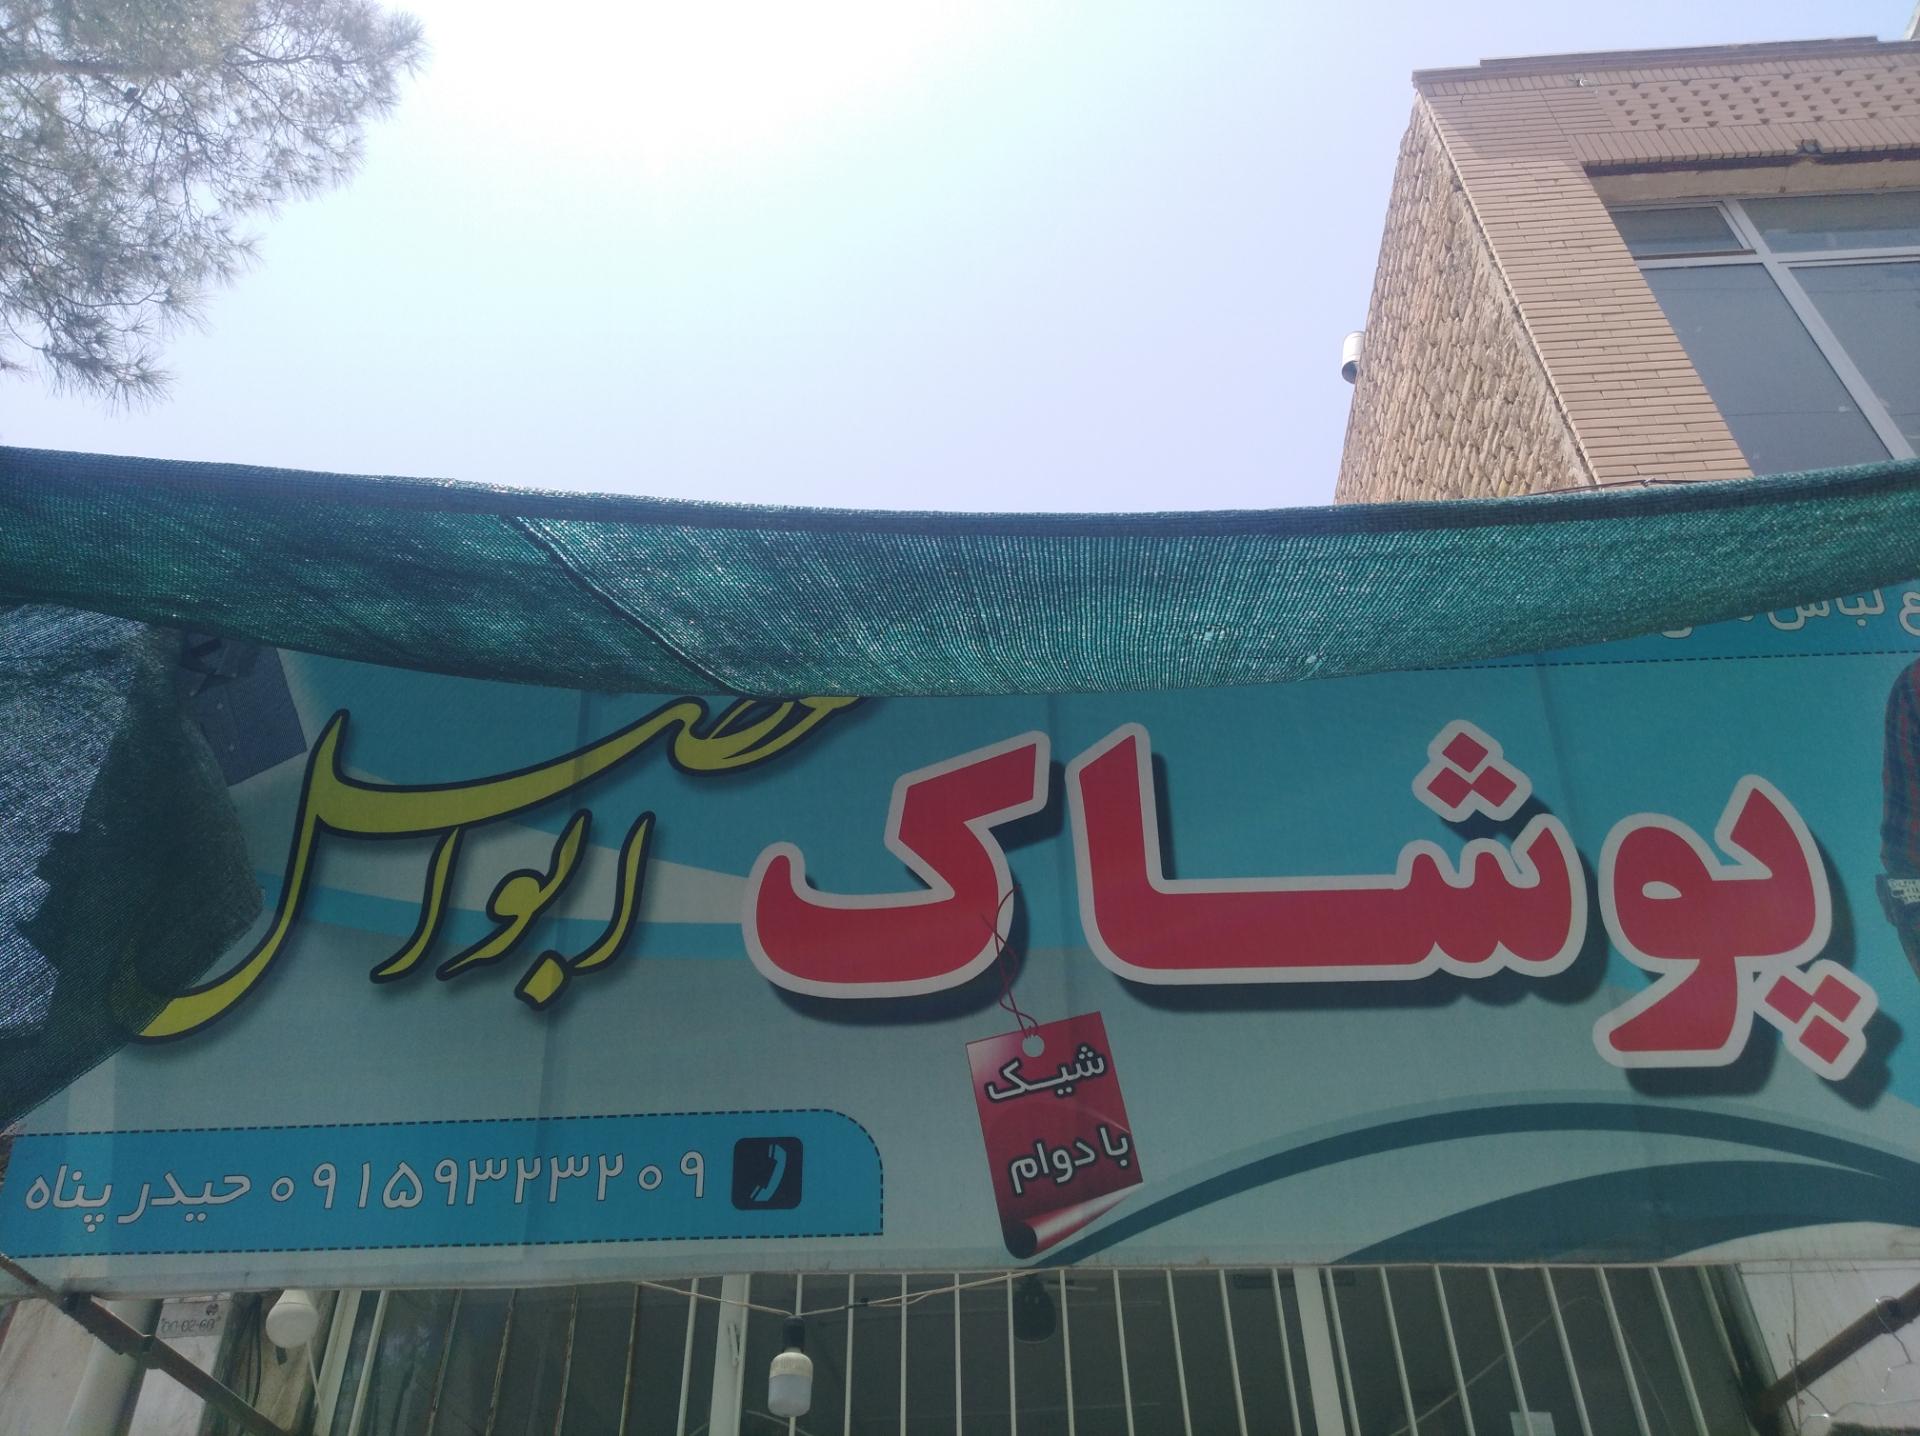 پوشاک
ابوالفضل
شیک
با دوام
۰۹۱۵۹۳۲۳۲۰۹ حیدر پناه